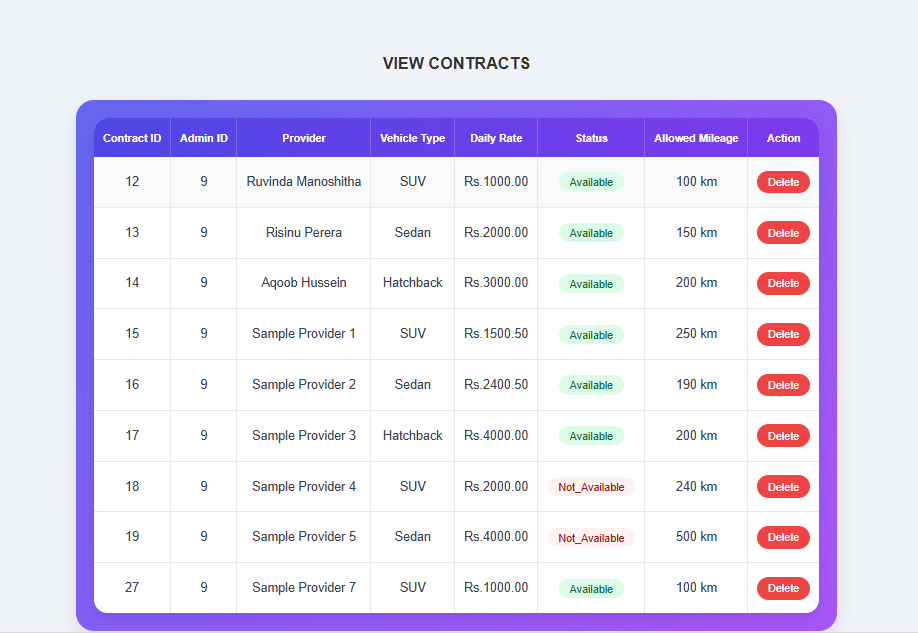 VIEW CONTRACTS
Contract ID Admin ID Provider Vehicle Type Daily Rate Status Allowed Mileage Action
12 9 Ruvinda Manoshitha SUV Rs.1000.00 Available 100 km Delete
13 9 Risinu Perera Sedan Rs.2000.00 Available 150 km Delete
14 9 Aqoob Hussein Hatchback Rs.3000.00 Available 200 km Delete
15 9 Sample Provider 1 SUV Rs.1500.50 Available 250 km Delete
16 9 Sample Provider 2 Sedan Rs.2400.50 Available 190 km Delete
17 9 Sample Provider 3 Hatchback Rs.4000.00 Available 200 km Delete
18 9 Sample Provider 4 SUV Rs.2000.00 Not_Available 240 km Delete
19 9 Sample Provider 5 Sedan Rs.4000.00 Not_Available 500 km Delete
27 9 Sample Provider 7 SUV Rs.1000.00 Available 100 km Delete